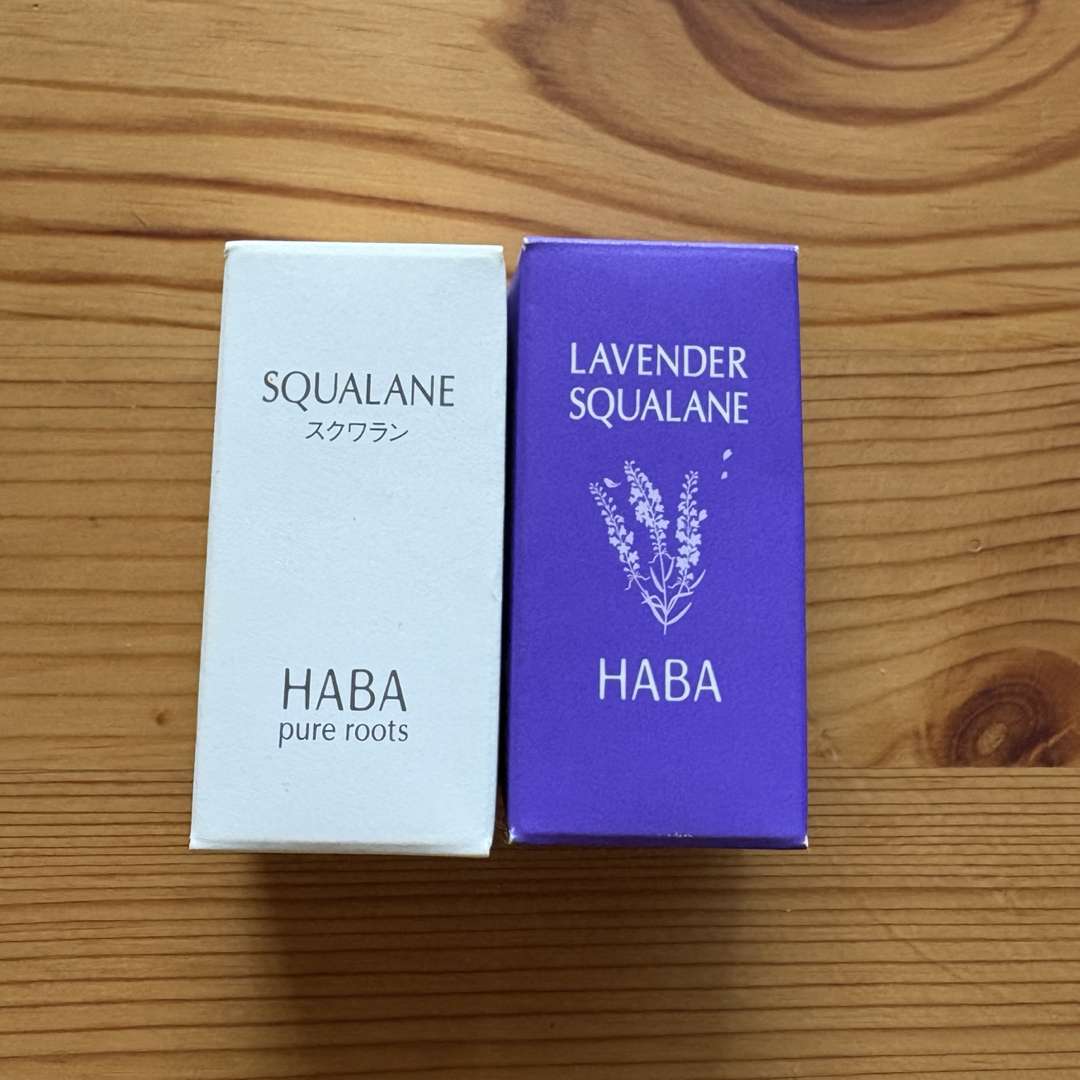 SQUALANE
スクワラン
HABA
pure roots
LAVENDER
SQUALANE
HABA